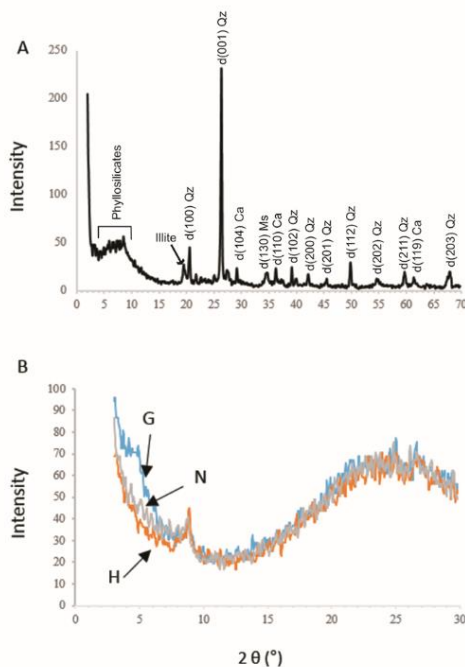 A
Intensity
250
200
150
100
50
0
Phyllosilicates
Illite
d(100) Qz
d(001) Qz
d(104) Ca
d(130) Ms
d(110) Ca
d(102) Qz
d(200) Qz
d(201) Qz
d(112) Qz
d(202) Qz
d(211) Qz
d(119) Ca
d(203) Qz
0 5 10 15 20 25 30 35 40 45 50 55 60 65 70
B
Intensity
100
90
80
70
60
50
40
30
20
10
0
G
N
H
0 5 10 15 20 25 30
2 θ (°)